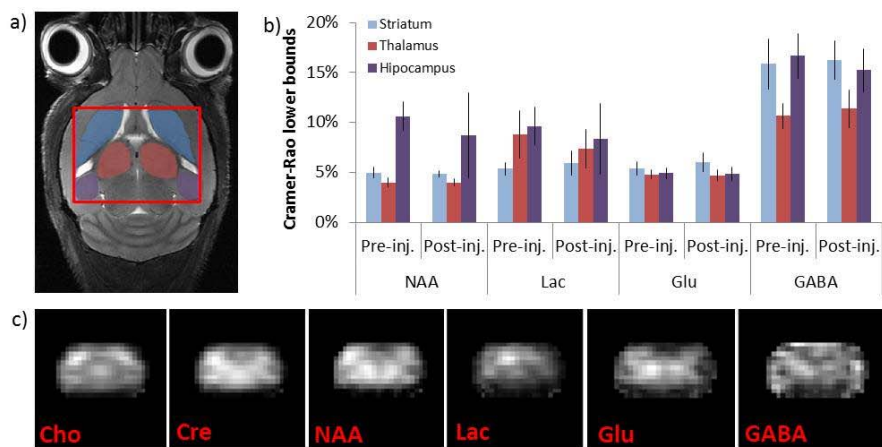 a)
b)
20%
15%
10%
5%
0%
Cramer-Rao lower bounds
Striatum
Thalamus
Hipocampus
Pre-inj. Post-inj. Pre-inj. Post-inj. Pre-inj. Post-inj. Pre-inj. Post-inj.
NAA Lac Glu GABA
c)
Cho Cre NAA Lac Glu GABA